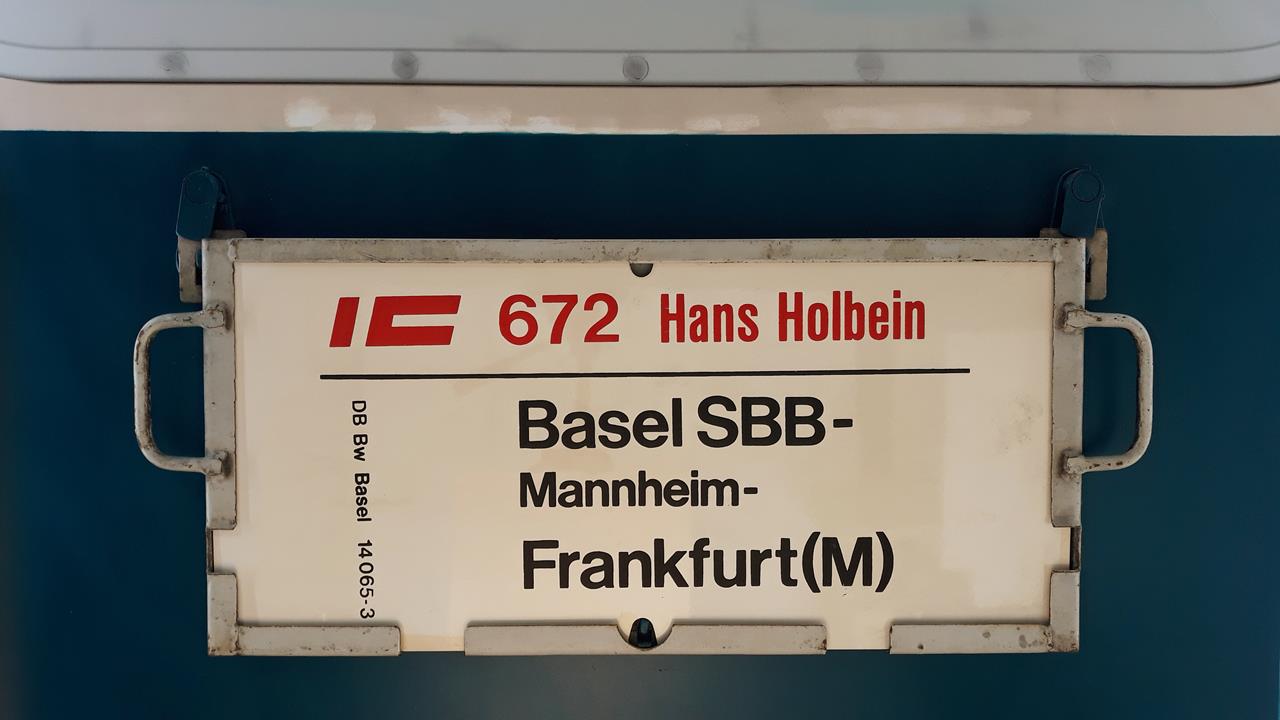 IC 672 Hans Holbein
Basel SBB-
Mannheim-
Frankfurt(M)
DB Bw Basel 14065-3